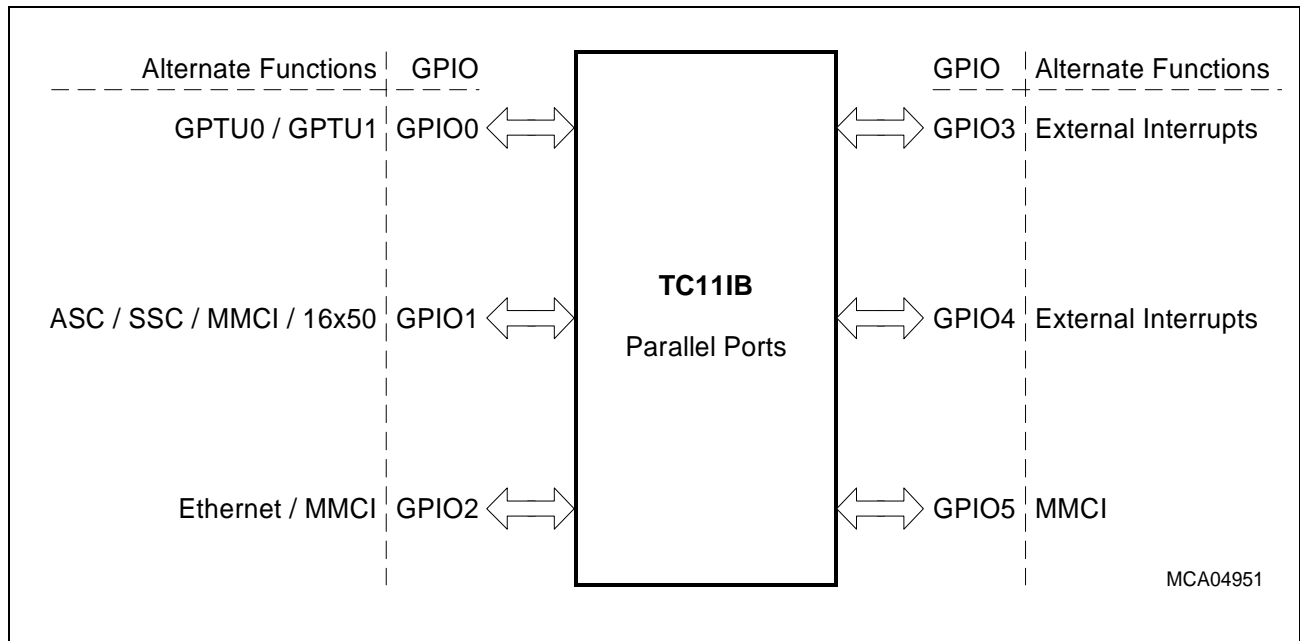 Alternate Functions GPIO
GPTU0 / GPTU1 GPIO0
ASC / SSC / MMCI / 16x50 GPIO1
Ethernet / MMCI GPIO2
TC11IB
Parallel Ports
GPIO Alternate Functions
GPIO3 External Interrupts
GPIO4 External Interrupts
GPIO5 MMCI
MCA04951